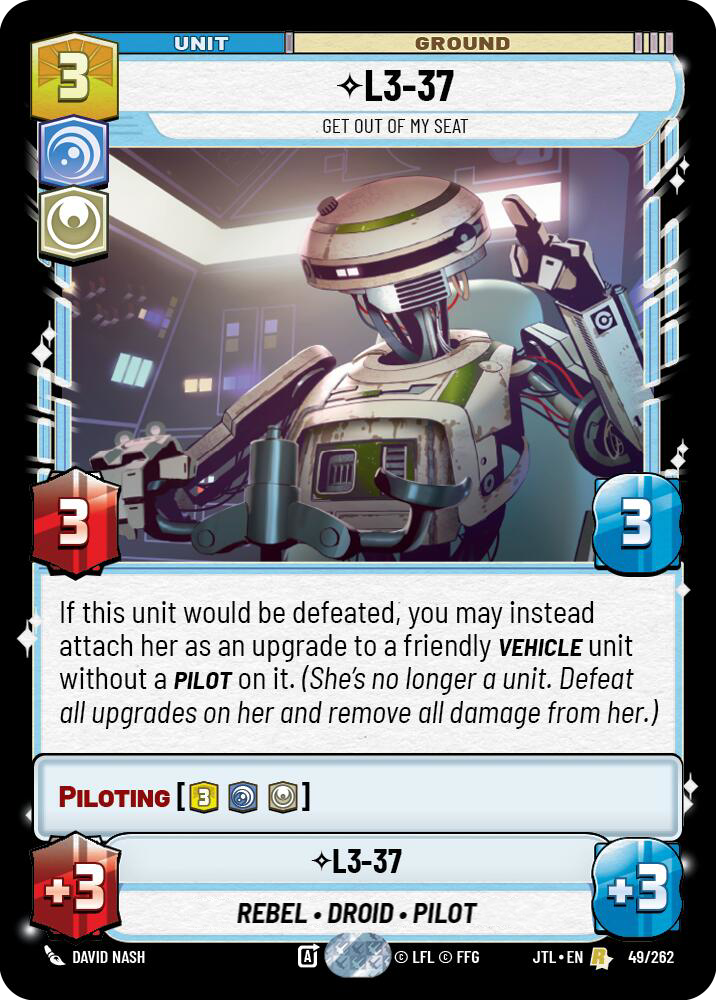 UNIT GROUND
3
L3-37
GET OUT OF MY SEAT
3 3
If this unit would be defeated, you may instead
attach her as an upgrade to a friendly VEHICLE unit
without a PILOT on it. (She's no longer a unit. Defeat
all upgrades on her and remove all damage from her.)
PILOTING [3]
+3 L3-37 +3
REBEL • DROID • PILOT
DAVID NASH A © LFL © FFG JTL • EN R 49/262